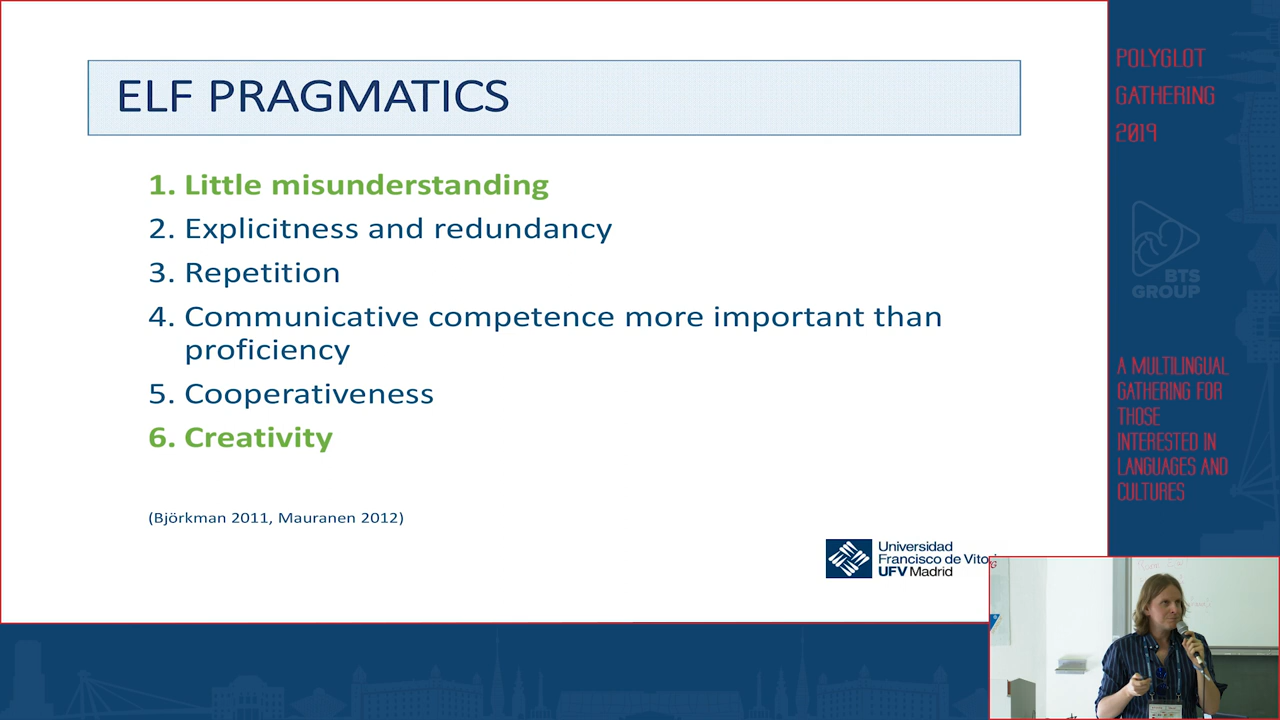 ELF PRAGMATICS
1. Little misunderstanding
2. Explicitness and redundancy
3. Repetition
4. Communicative competence more important than
proficiency
5. Cooperativeness
6. Creativity
(Björkman 2011, Mauranen 2012)
Universidad
Francisco de Vito
UFV Madrid
POLYGLOT
GATHERING
2019
BTS
GROUP
A MULTILINGUAL
GATHERING FOR
THOSE
INTERESTED IN
LANGUAGES AND
CULTURES